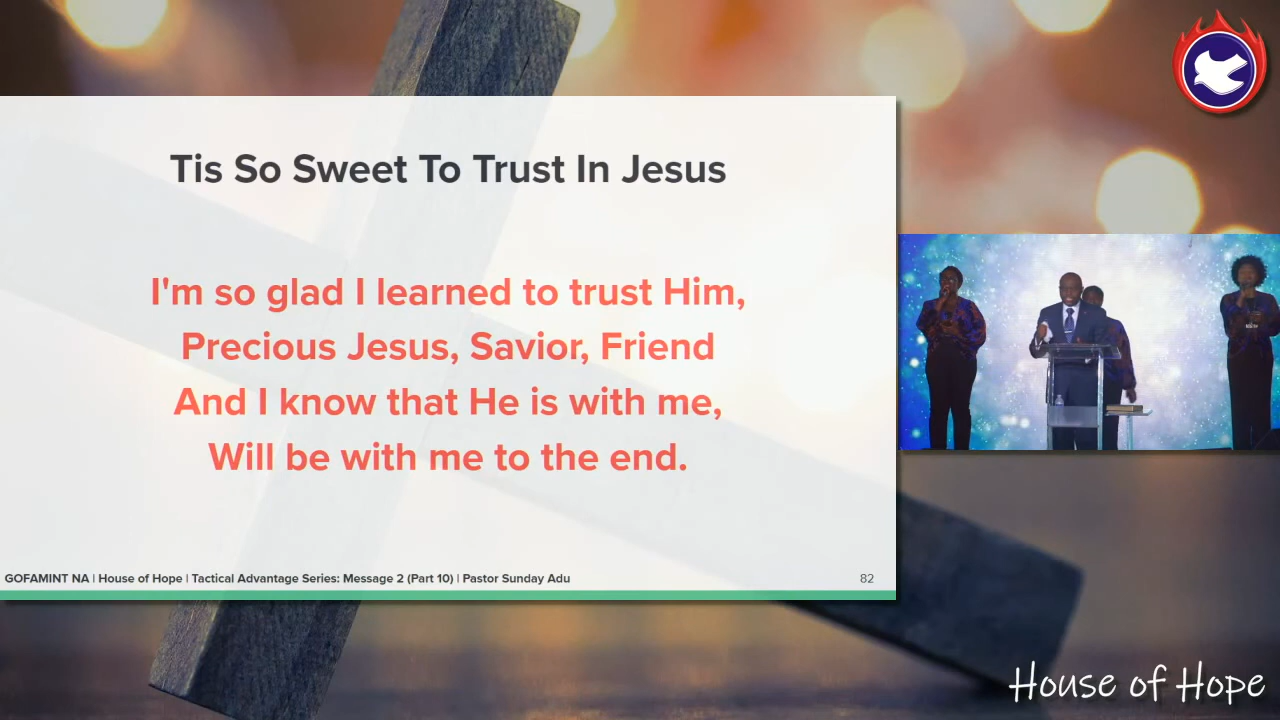 Tis So Sweet To Trust In Jesus
I'm so glad I learned to trust Him,
Precious Jesus, Savior, Friend
And I know that He is with me,
Will be with me to the end.
GOFAMINT NA | House of Hope | Tactical Advantage Series: Message 2 (Part 10) | Pastor Sunday Adu
82
House of Hope